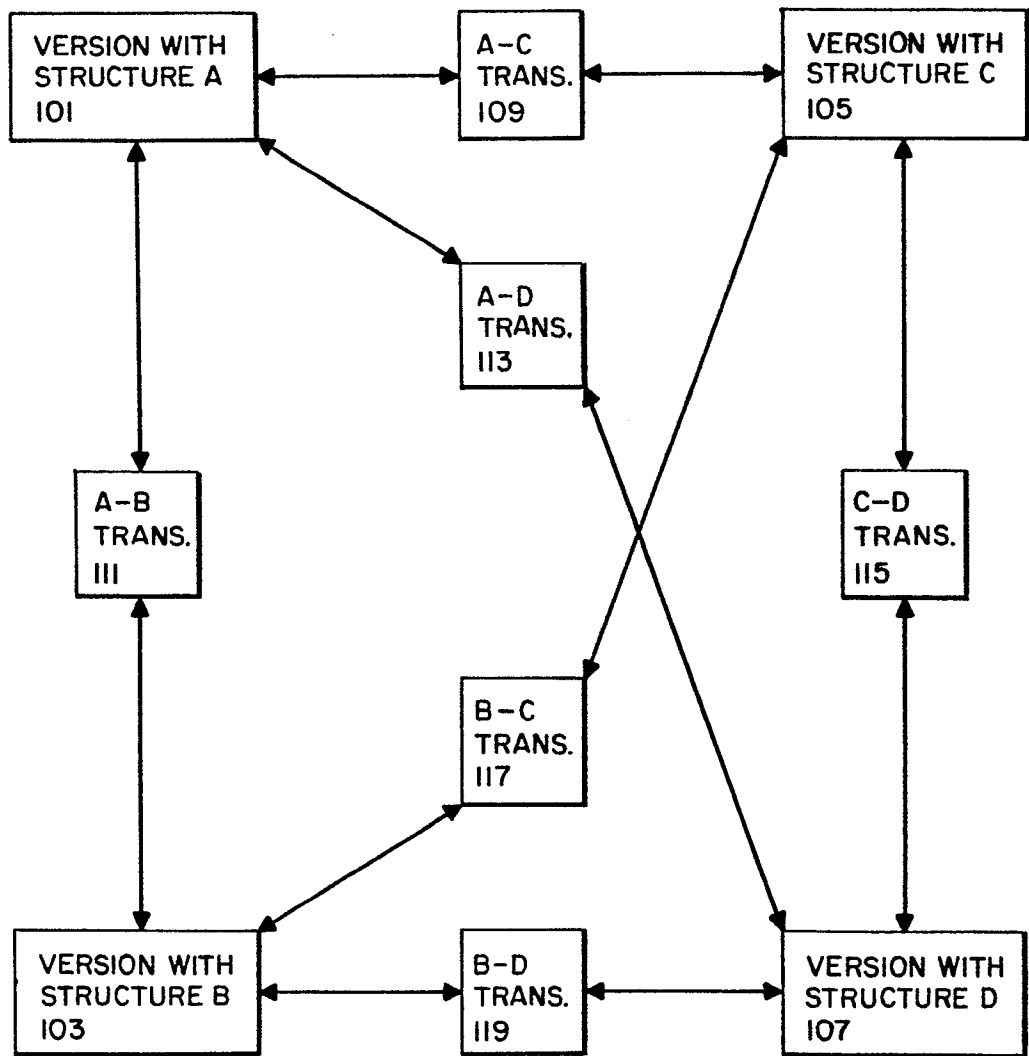 VERSION WITH
STRUCTURE A
101
A-C
TRANS.
109
VERSION WITH
STRUCTURE C
105
A-D
TRANS.
113
A-B
TRANS.
111
C-D
TRANS.
115
B-C
TRANS.
117
VERSION WITH
STRUCTURE B
103
B-D
TRANS.
119
VERSION WITH
STRUCTURE D
107